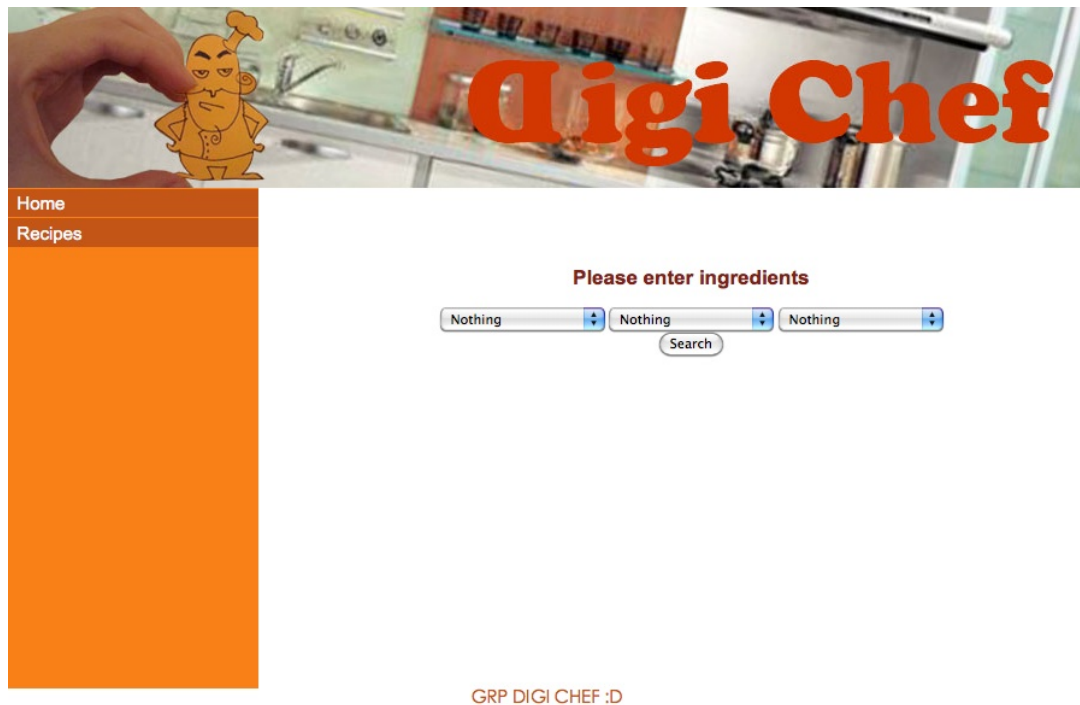 Digi Chef
Home
Recipes
Please enter ingredients
Nothing Nothing Nothing
Search
GRP DIGI CHEF :D